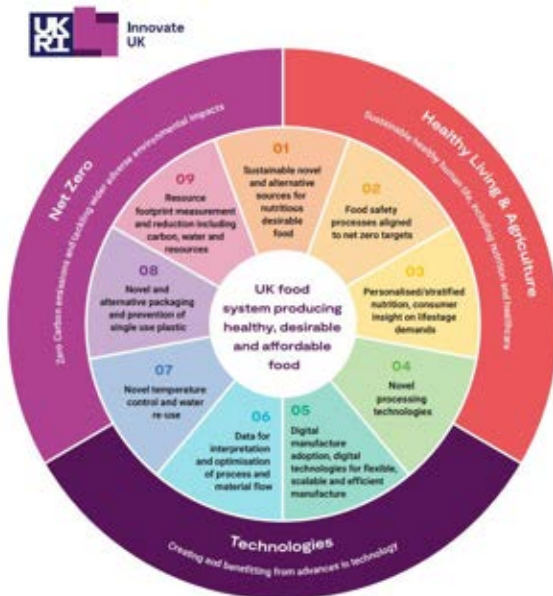 UK
RI
Innovate
UK
Net Zero
Zero Carbon emissions and tackling wider adverse environmental impacts
Healthy Living & Agriculture
Sustainable healthy human life, including nutrition and healthcare
01
Sustainable novel
and alternative
sources for
nutritious
desirable
food
02
Food safety
processes aligned
to net zero targets
03
Personalised/stratified
nutrition, consumer
insight on lifestage
demands
04
Novel
processing
technologies
05
Digital
manufacture
adoption, digital
technologies for flexible,
scalable and efficient
manufacture
06
Data for
interpretation
and optimisation
of process and
material flow
07
Novel temperature
control and water
re-use
08
Novel and
alternative packaging
and prevention of
single use plastic
09
Resource
footprint measurement
and reduction including
carbon, water and
resources
UK food
system producing
healthy, desirable
and affordable
food
Technologies
Creating and benefitting from advances in technology